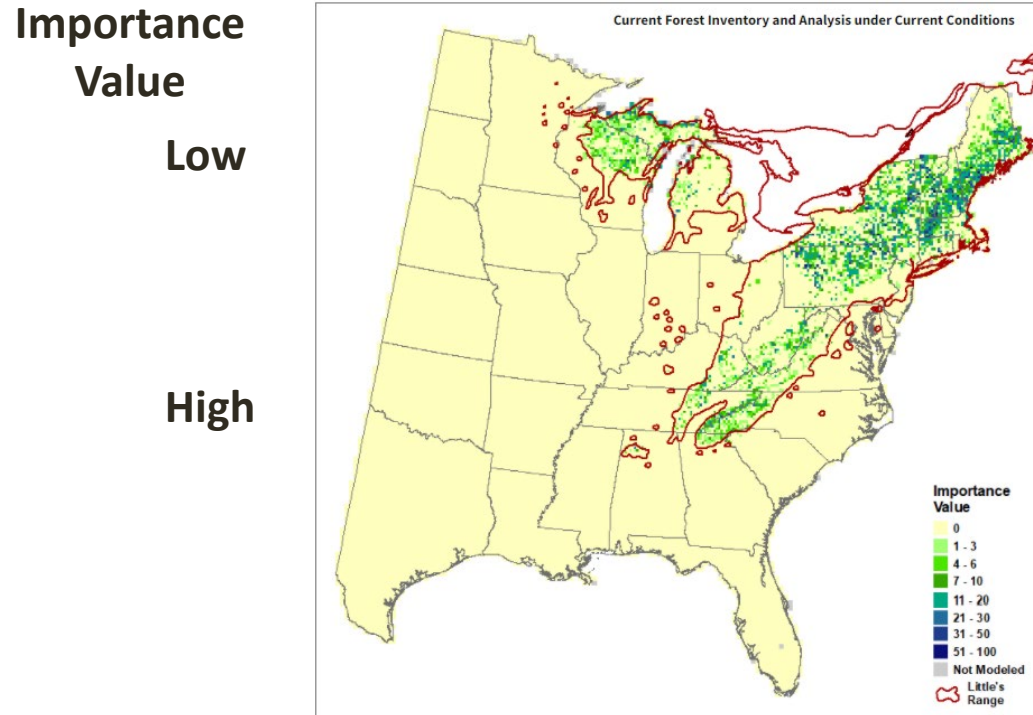 Importance
Value
Low
High
Current Forest Inventory and Analysis under Current Conditions
Importance
Value
0
1 - 3
4 - 6
7 - 10
11 - 20
21 - 30
31 - 50
51 - 100
Not Modeled
Little's
Range